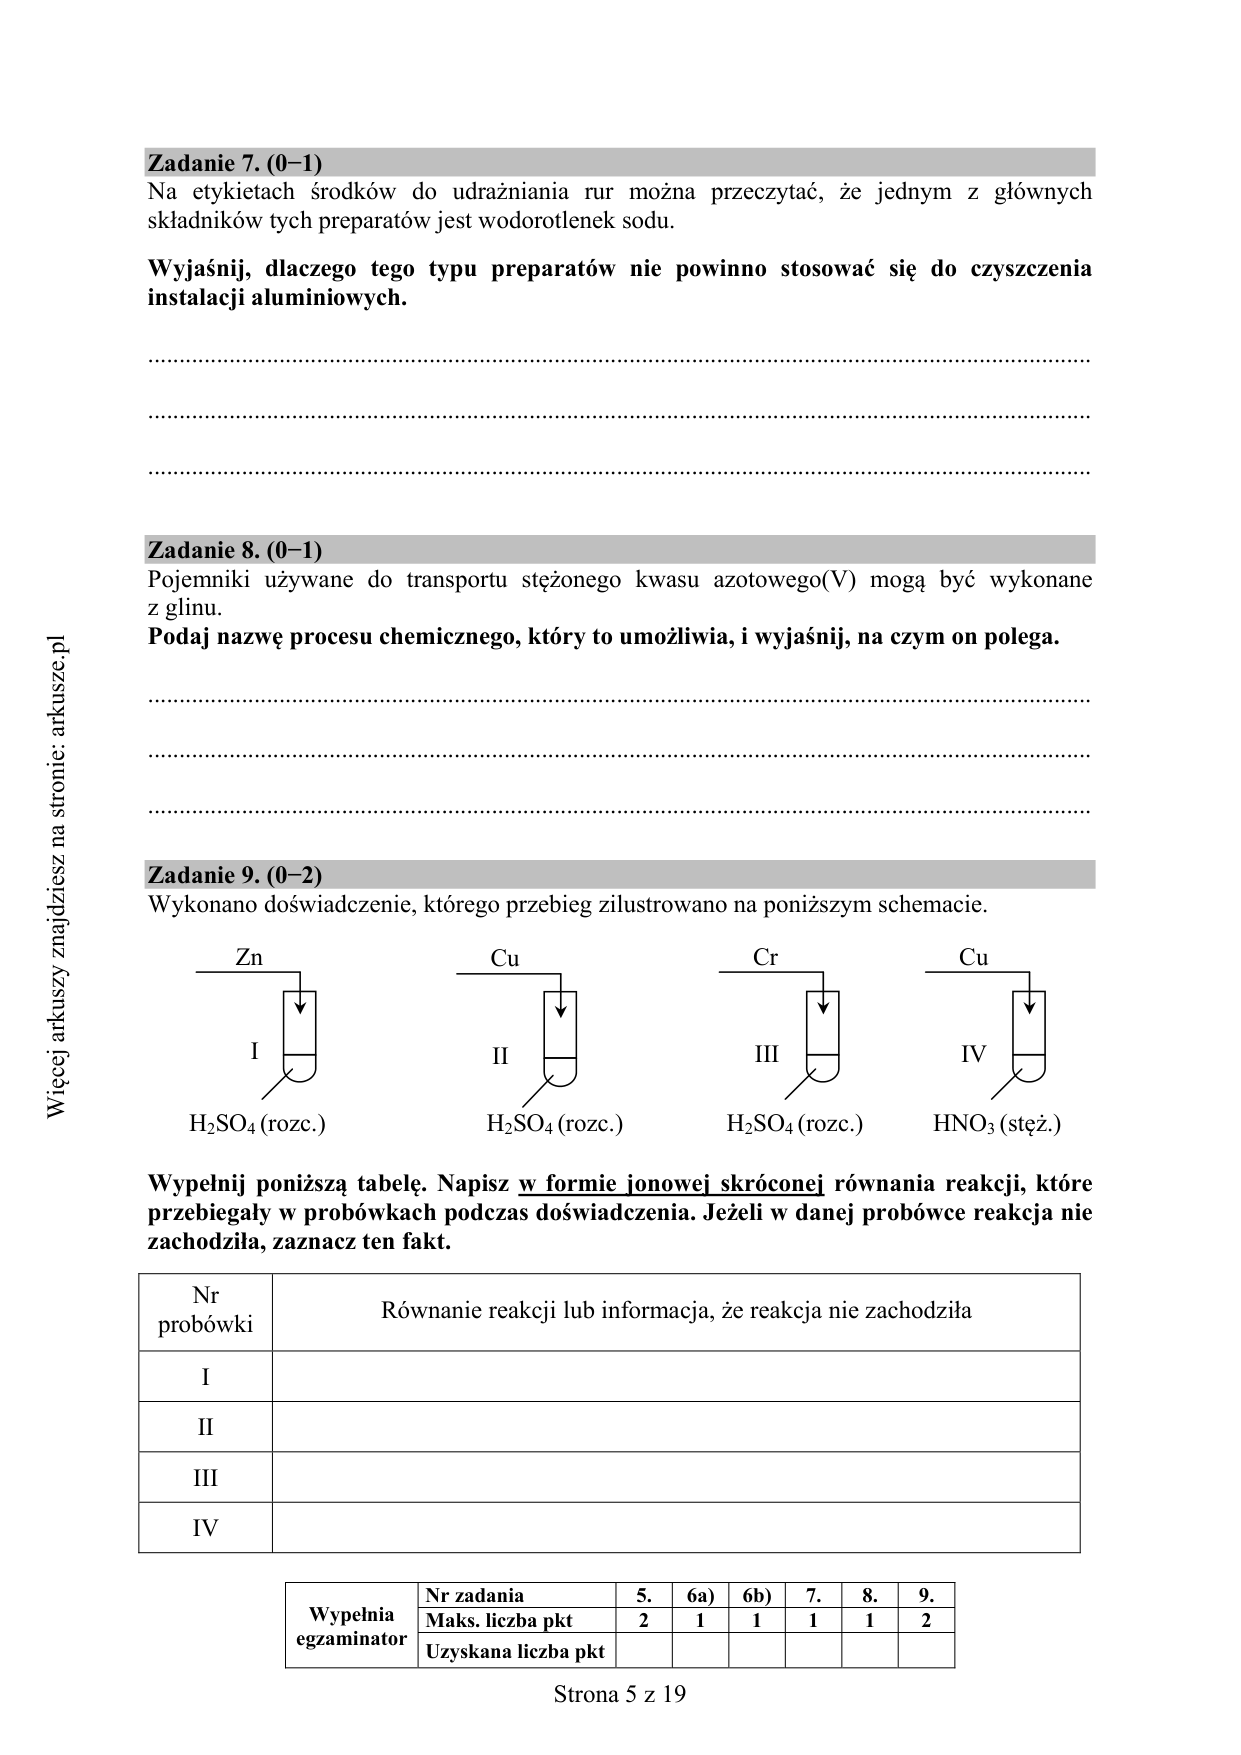 Zadanie 7. (0−1)
Na etykietach środków do udrażniania rur można przeczytać, że jednym z głównych
składników tych preparatów jest wodorotlenek sodu.
Wyjaśnij, dlaczego tego typu preparatów nie powinno stosować się do czyszczenia
instalacji aluminiowych.
................................................................................
................................................................................
................................................................................
Zadanie 8. (0−1)
Pojemniki używane do transportu stężonego kwasu azotowego(V) mogą być wykonane
z glinu.
Podaj nazwę procesu chemicznego, który to umożliwia, i wyjaśnij, na czym on polega.
................................................................................
................................................................................
................................................................................
Zadanie 9. (0−2)
Wykonano doświadczenie, którego przebieg zilustrowano na poniższym schemacie.
Zn Cu Cr Cu
I II III IV
H₂SO₄ (rozc.) H₂SO₄ (rozc.) H₂SO₄ (rozc.) HNO₃ (stęż.)
Wypełnij poniższą tabelę. Napisz w formie jonowej skróconej równania reakcji, które
przebiegały w probówkach podczas doświadczenia. Jeżeli w danej probówce reakcja nie
zachodziła, zaznacz ten fakt.
Nr
probówki
Równanie reakcji lub informacja, że reakcja nie zachodziła
I
II
III
IV
Wypełnia
egzaminator
Nr zadania 5. 6a) 6b) 7. 8. 9.
Maks. liczba pkt 2 1 1 1 1 2
Uzyskana liczba pkt
Strona 5 z 19
Więcej arkuszy znajdziesz na stronie: arkusze.pl